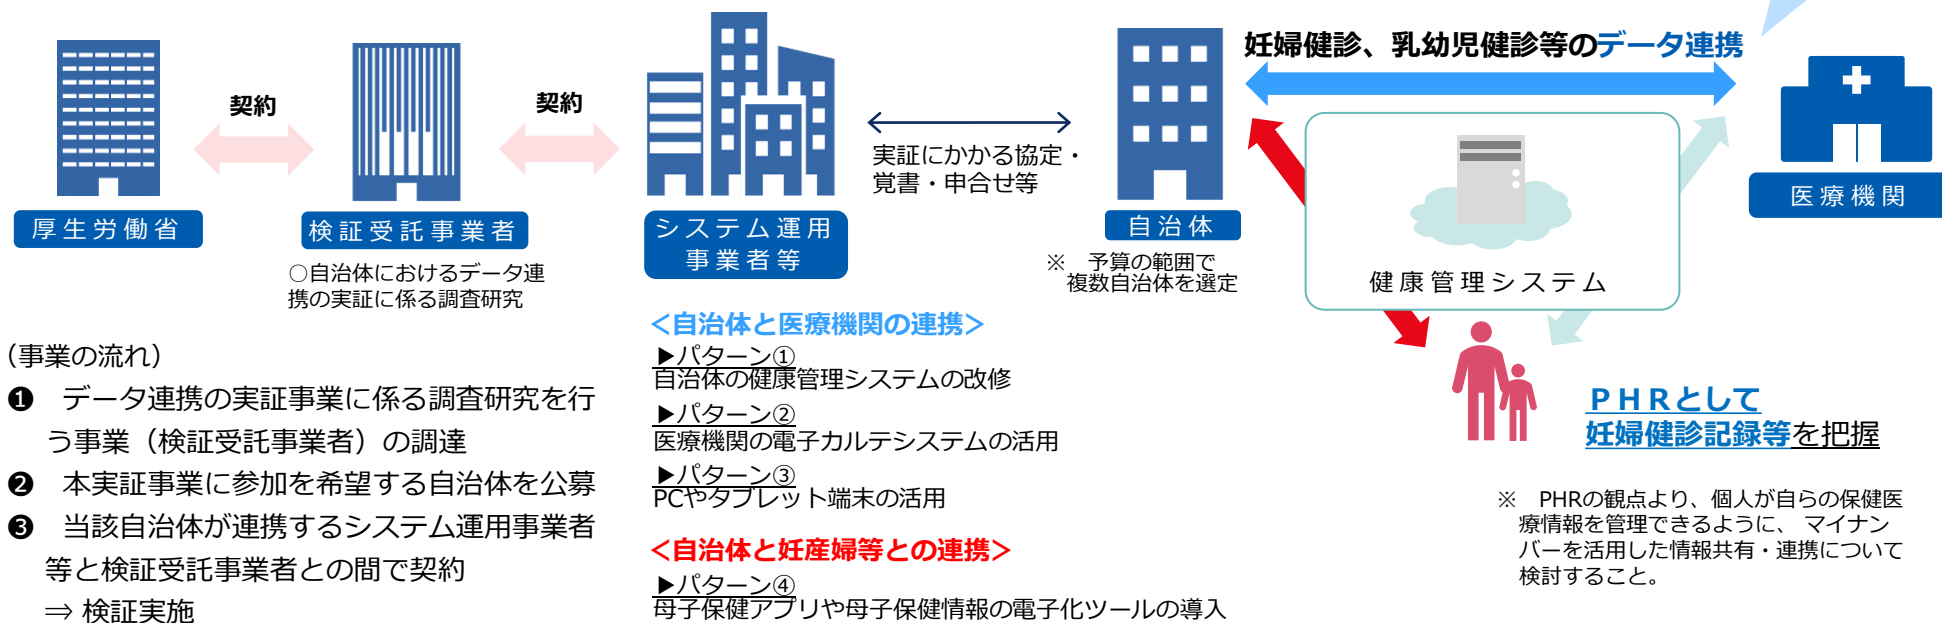 妊婦健診、乳幼児健診等のデータ連携
契約
契約
実証にかかる協定・
覚書・申合せ等
厚生労働省
検証受託事業者
システム運用
事業者等
自治体
医療機関
○自治体におけるデータ連
携の実証に係る調査研究
※　予算の範囲で
複数自治体を選定
健康管理システム
（事業の流れ）
❶　データ連携の実証事業に係る調査研究を行
う事業（検証受託事業者）の調達
❷　本実証事業に参加を希望する自治体を公募
❸　当該自治体が連携するシステム運用事業者
等と検証受託事業者との間で契約
⇒ 検証実施
＜自治体と医療機関の連携＞
▶パターン①
自治体の健康管理システムの改修
▶パターン②
医療機関の電子カルテシステムの活用
▶パターン③
PCやタブレット端末の活用
＜自治体と妊産婦等との連携＞
▶パターン④
母子保健アプリや母子保健情報の電子化ツールの導入
ＰＨＲとして
妊婦健診記録等を把握
※　PHRの観点より、個人が自らの保健医
療情報を管理できるように、 マイナン
バーを活用した情報共有・連携について
検討すること。